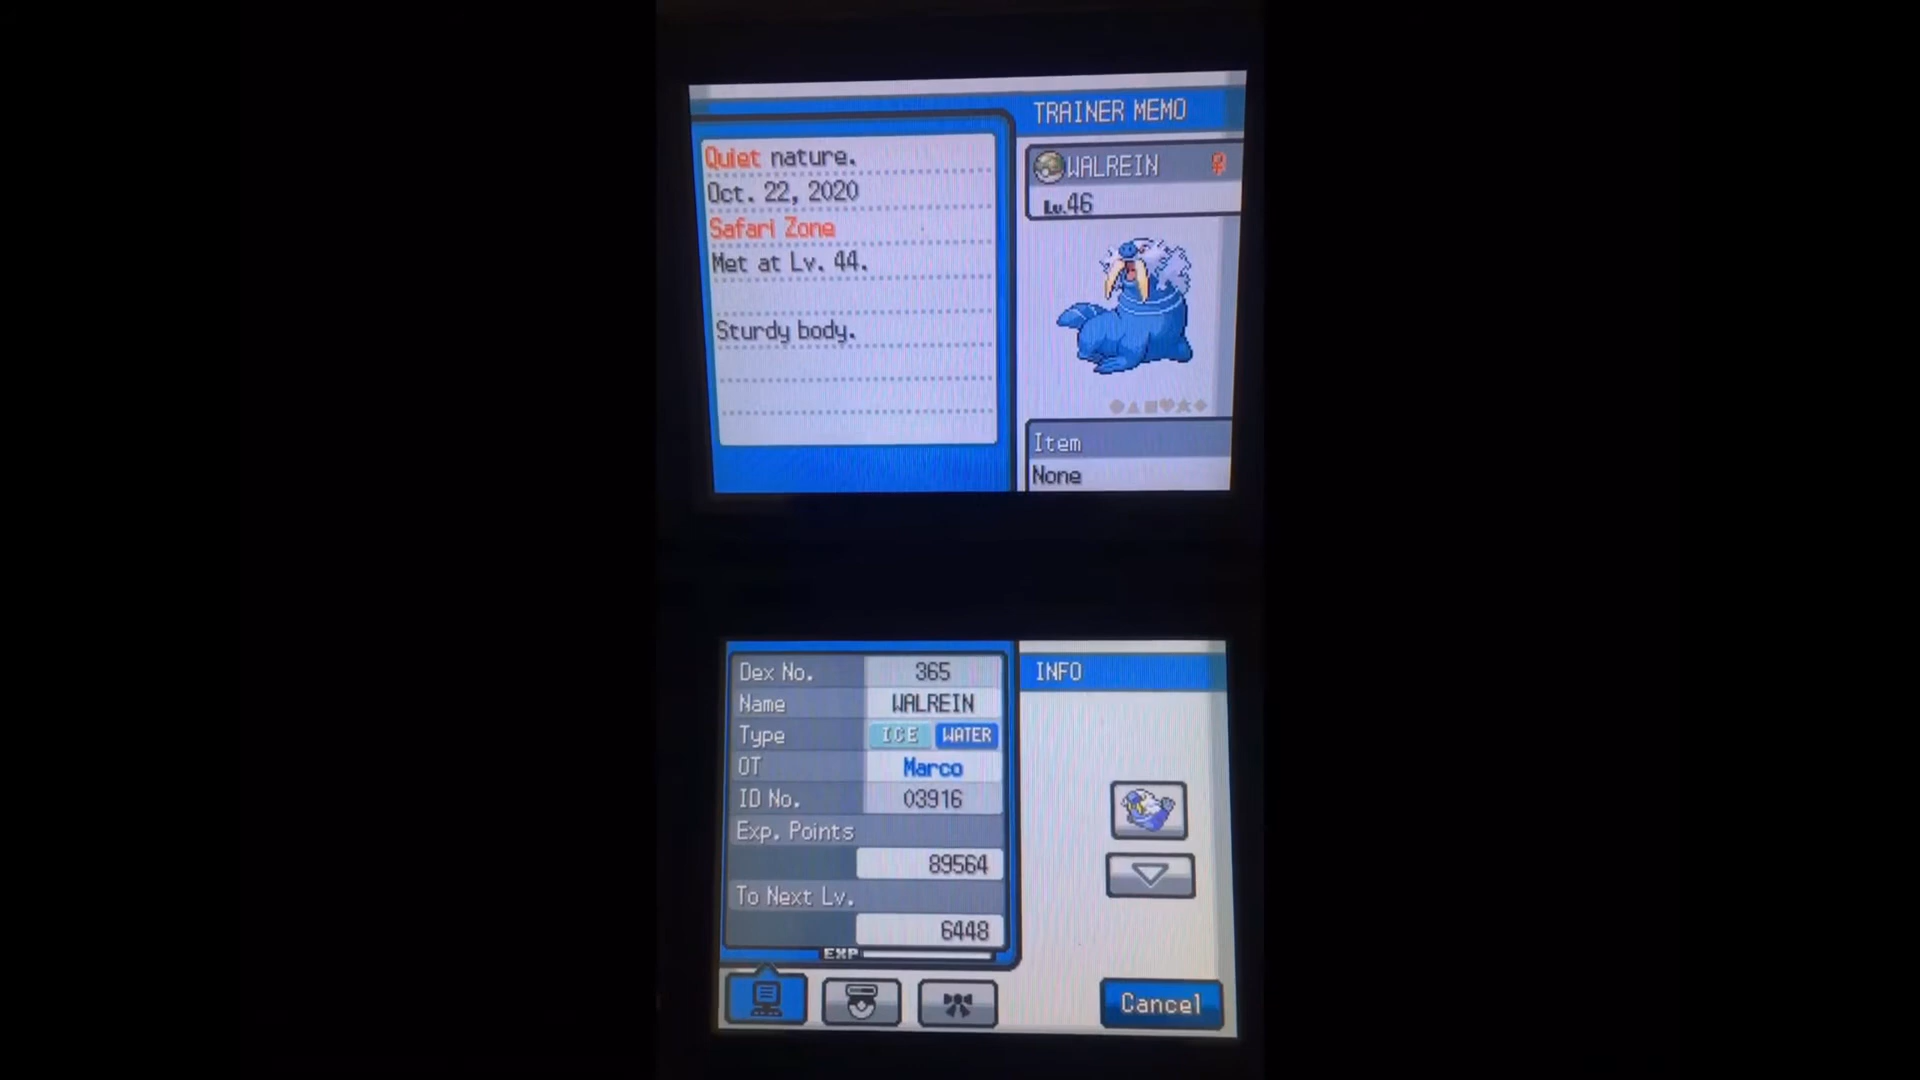 TRAINER MEMO
Quiet nature.
Oct. 22, 2020
Safari Zone
Met at Lv. 44.
Sturdy body.
WALREIN ♀
Lv.46
Item
None
INFO
Dex No. 365
Name WALREIN
Type ICE WATER
OT Marco
ID No. 03916
Exp. Points
89564
To Next Lv.
6448
EXP
Cancel